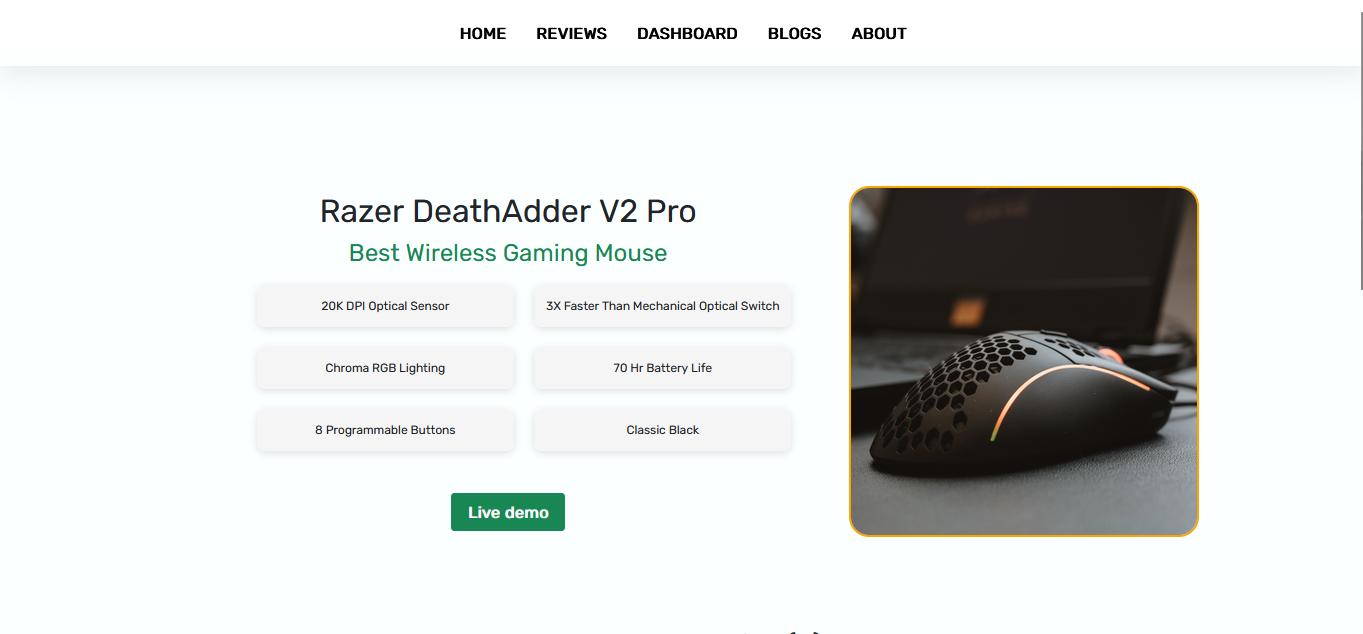 HOME REVIEWS DASHBOARD BLOGS ABOUT
Razer DeathAdder V2 Pro
Best Wireless Gaming Mouse
20K DPI Optical Sensor
3X Faster Than Mechanical Optical Switch
Chroma RGB Lighting
70 Hr Battery Life
8 Programmable Buttons
Classic Black
Live demo